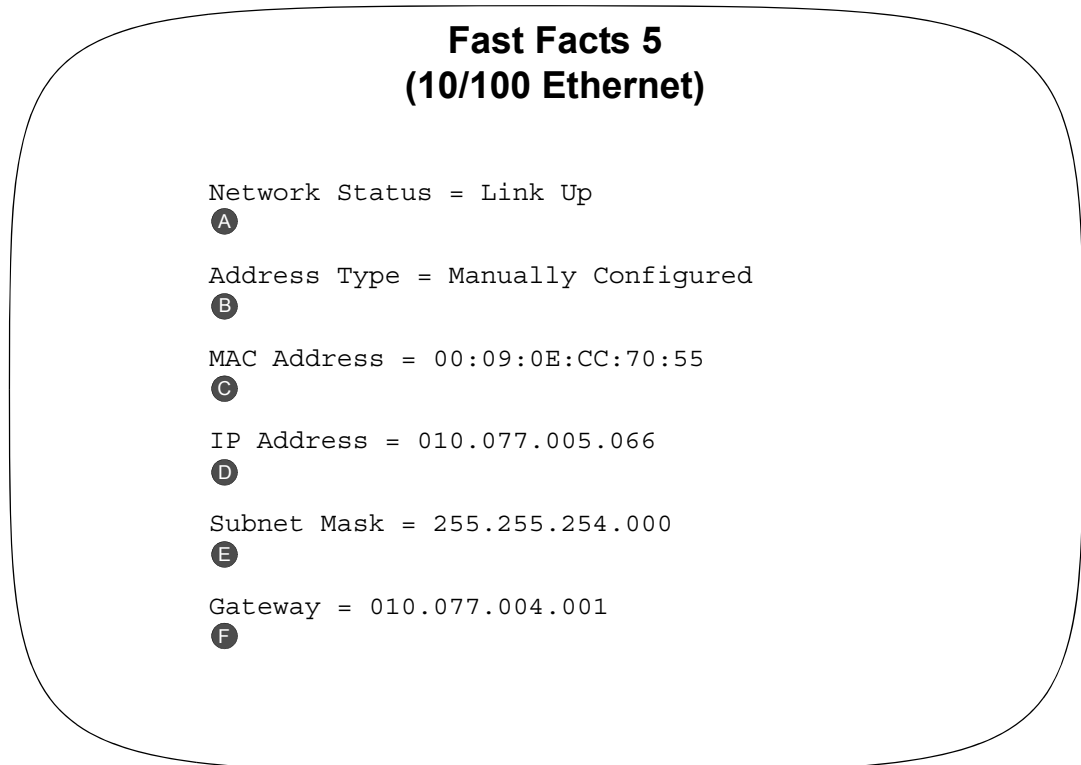 Fast Facts 5
(10/100 Ethernet)
Network Status = Link Up
A
Address Type = Manually Configured
B
MAC Address = 00:09:0E:CC:70:55
C
IP Address = 010.077.005.066
D
Subnet Mask = 255.255.254.000
E
Gateway = 010.077.004.001
F